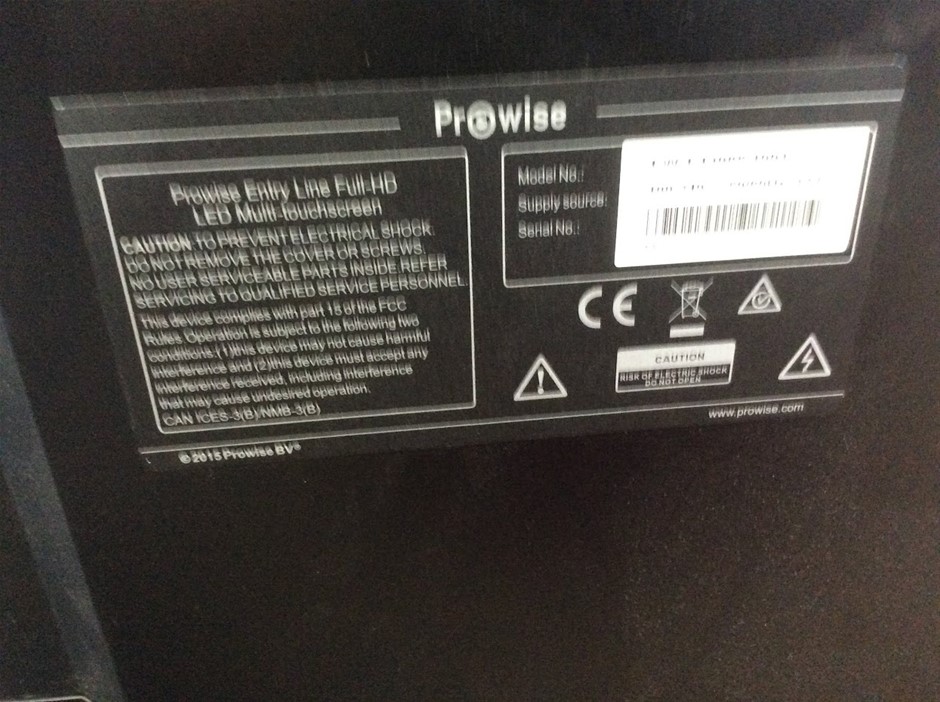 Prowise
Prowise Entry Line Full-HD
LED Multi-touchscreen
CAUTION-TO PREVENT ELECTRICAL SHOCK.
DO NOT REMOVE THE COVER OR SCREWS.
NO USER SERVICEABLE PARTS INSIDE. REFER
SERVICING TO QUALIFIED SERVICE PERSONNEL.
This device complies with part 15 of the FCC
Rules Operation is subject to the following two
conditions: (1)this device may not cause harmful
interference and (2)this device must accept any
interference received, including interference
that may cause undesired operation.
CAN ICES-3(B)/NMB-3(B)
Model No.:
Supply source:
Serial No.:
CE
CAUTION
RISK OF ELECTRIC SHOCK
DO NOT OPEN
www.prowise.com
© 2015 Prowise BV®